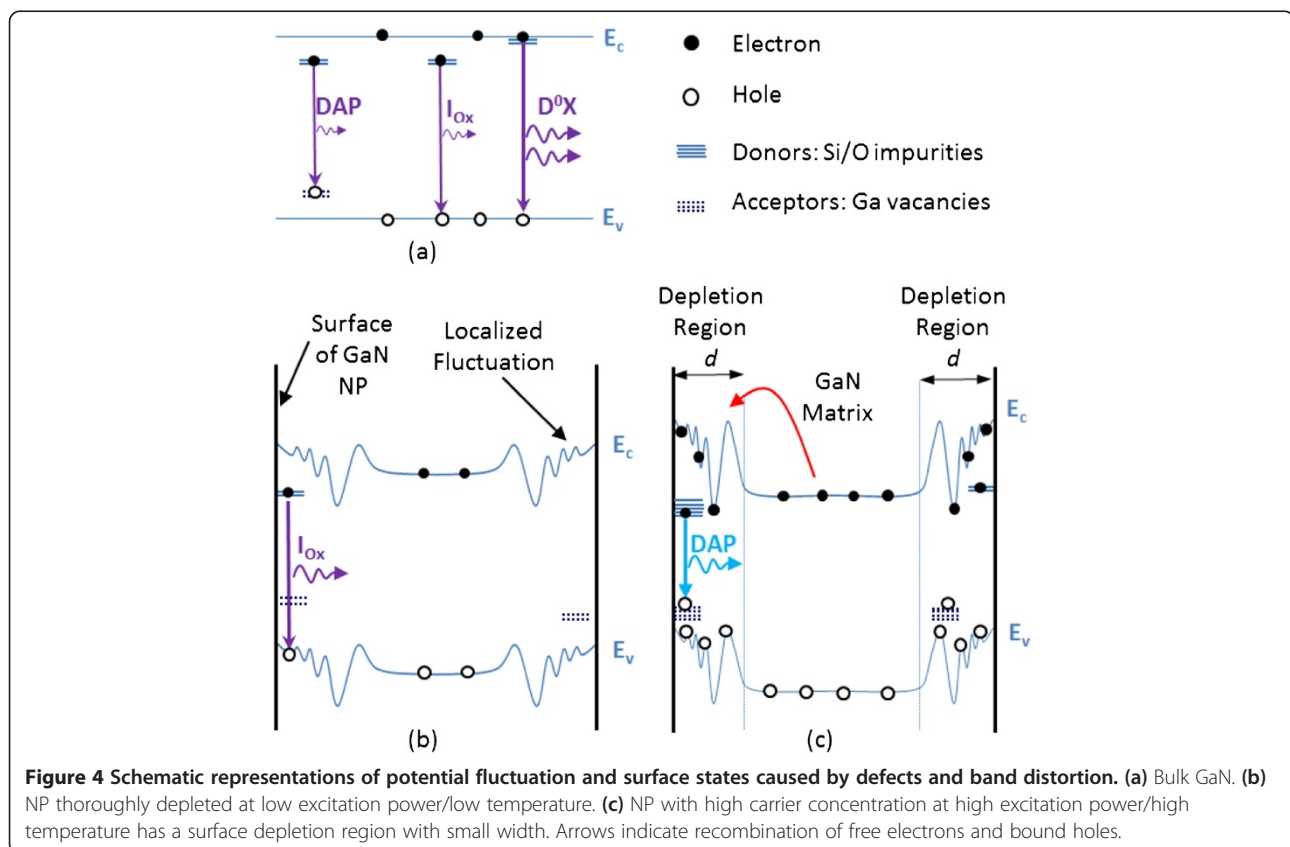 E_c
Electron
DAP
I_Ox
D⁰X
Hole
Donors: Si/O impurities
Acceptors: Ga vacancies
E_v
(a)
Surface
of GaN
NP
Localized
Fluctuation
E_c
I_Ox
E_v
(b)
Depletion
Region
d
Depletion
Region
d
GaN
Matrix
E_c
DAP
E_v
(c)
Figure 4 Schematic representations of potential fluctuation and surface states caused by defects and band distortion. (a) Bulk GaN. (b)
NP thoroughly depleted at low excitation power/low temperature. (c) NP with high carrier concentration at high excitation power/high
temperature has a surface depletion region with small width. Arrows indicate recombination of free electrons and bound holes.